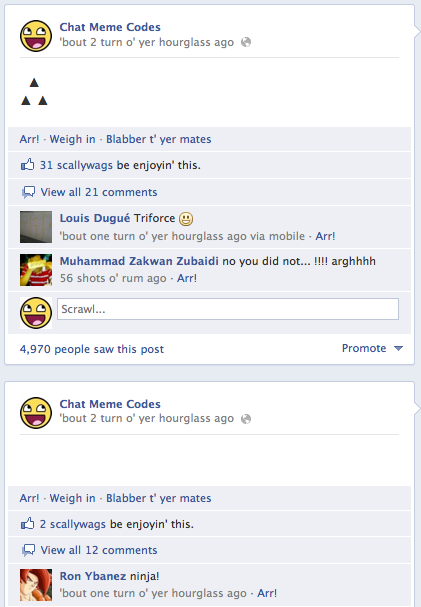 Chat Meme Codes
'bout 2 turn o' yer hourglass ago
▲
▲ ▲
Arr! · Weigh in · Blabber t' yer mates
31 scallywags be enjoyin' this.
View all 21 comments
Louis Dugué Triforce
'bout one turn o' yer hourglass ago via mobile · Arr!
Muhammad Zakwan Zubaidi no you did not... !!!! arghhhh
56 shots o' rum ago · Arr!
Scrawl...
4,970 people saw this post
Promote
Chat Meme Codes
'bout 2 turn o' yer hourglass ago
Arr! · Weigh in · Blabber t' yer mates
2 scallywags be enjoyin' this.
View all 12 comments
Ron Ybanez ninja!
'bout one turn o' yer hourglass ago · Arr!